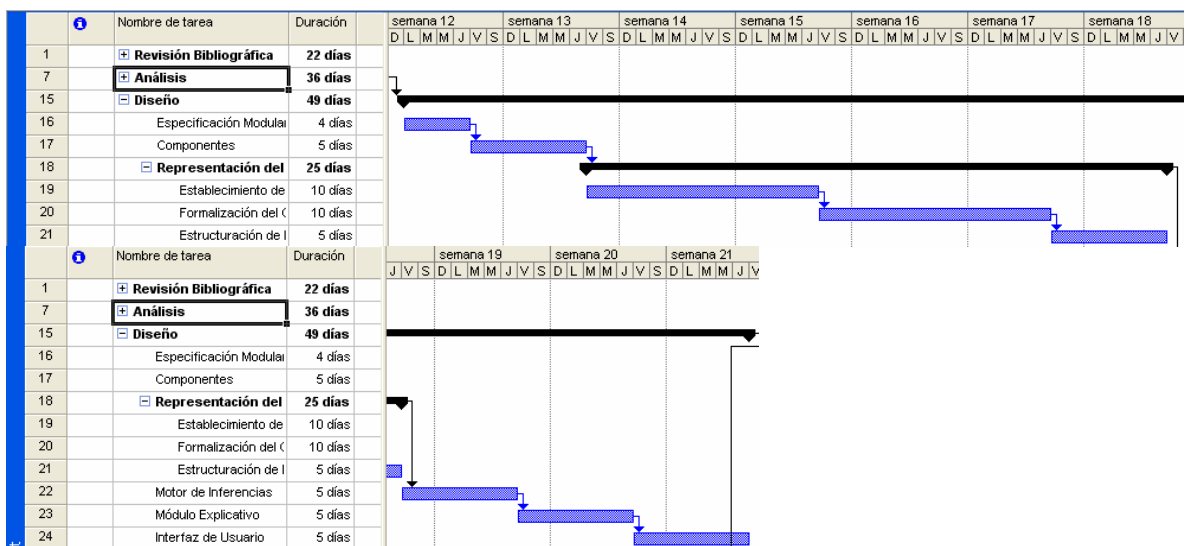 Nombre de tarea Duración semana 12 semana 13 semana 14 semana 15 semana 16 semana 17 semana 18
D L M M J V S D L M M J V S D L M M J V S D L M M J V S D L M M J V S D L M M J V S D L M M J V
1 Revisión Bibliográfica 22 días
7 Análisis 36 días
15 Diseño 49 días
16 Especificación Modula 4 días
17 Componentes 5 días
18 Representación del 25 días
19 Establecimiento de 10 días
20 Formalización del 10 días
21 Estructuración de 5 días
Nombre de tarea Duración semana 19 semana 20 semana 21
J V S D L M M J V S D L M M J V S D L M M J V
1 Revisión Bibliográfica 22 días
7 Análisis 36 días
15 Diseño 49 días
16 Especificación Modula 4 días
17 Componentes 5 días
18 Representación del 25 días
19 Establecimiento de 10 días
20 Formalización del 10 días
21 Estructuración de 5 días
22 Motor de Inferencias 5 días
23 Módulo Explicativo 5 días
24 Interfaz de Usuario 5 días